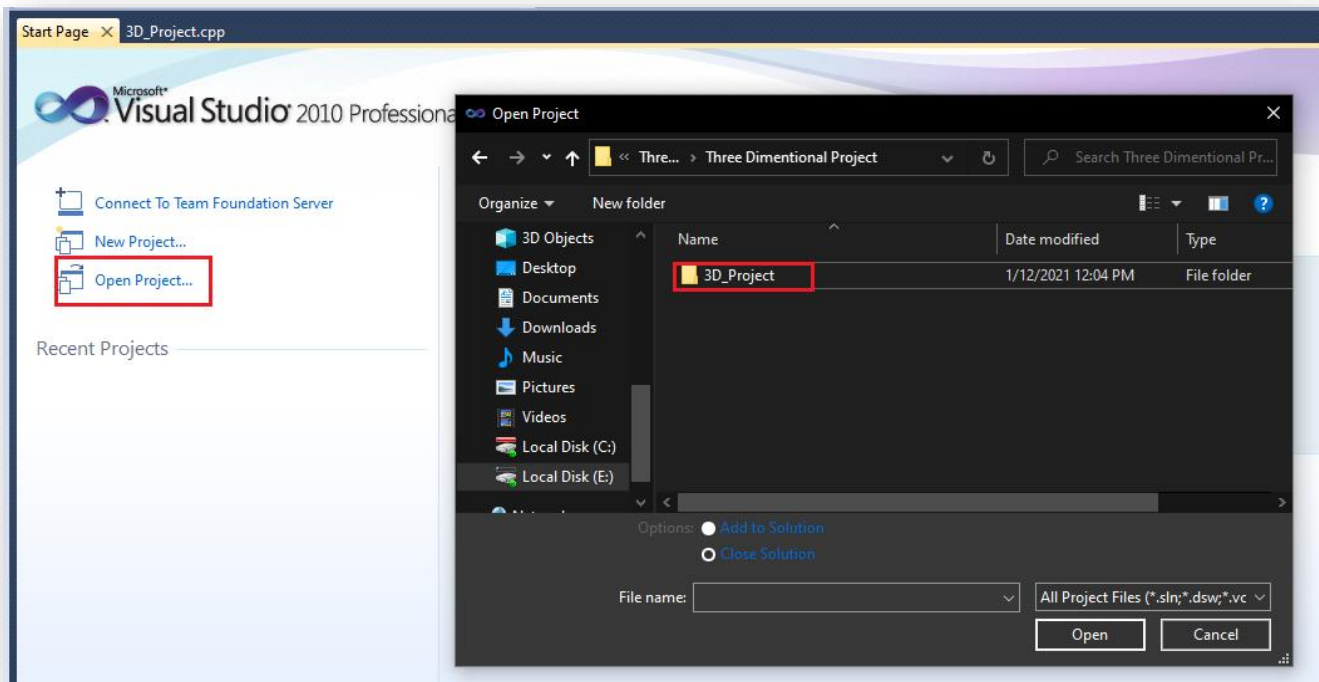 Start Page 3D_Project.cpp
Microsoft
Visual Studio 2010 Professiona
Connect To Team Foundation Server
New Project...
Open Project...
Recent Projects
Open Project
« Thre... › Three Dimentional Project
Search Three Dimentional Pr...
Organize New folder
3D Objects
Desktop
Documents
Downloads
Music
Pictures
Videos
Local Disk (C:)
Local Disk (E:)
Name Date modified Type
3D_Project 1/12/2021 12:04 PM File folder
Options: Add to Solution
Close Solution
File name: All Project Files (*.sln;*.dsw;*.vc
Open Cancel